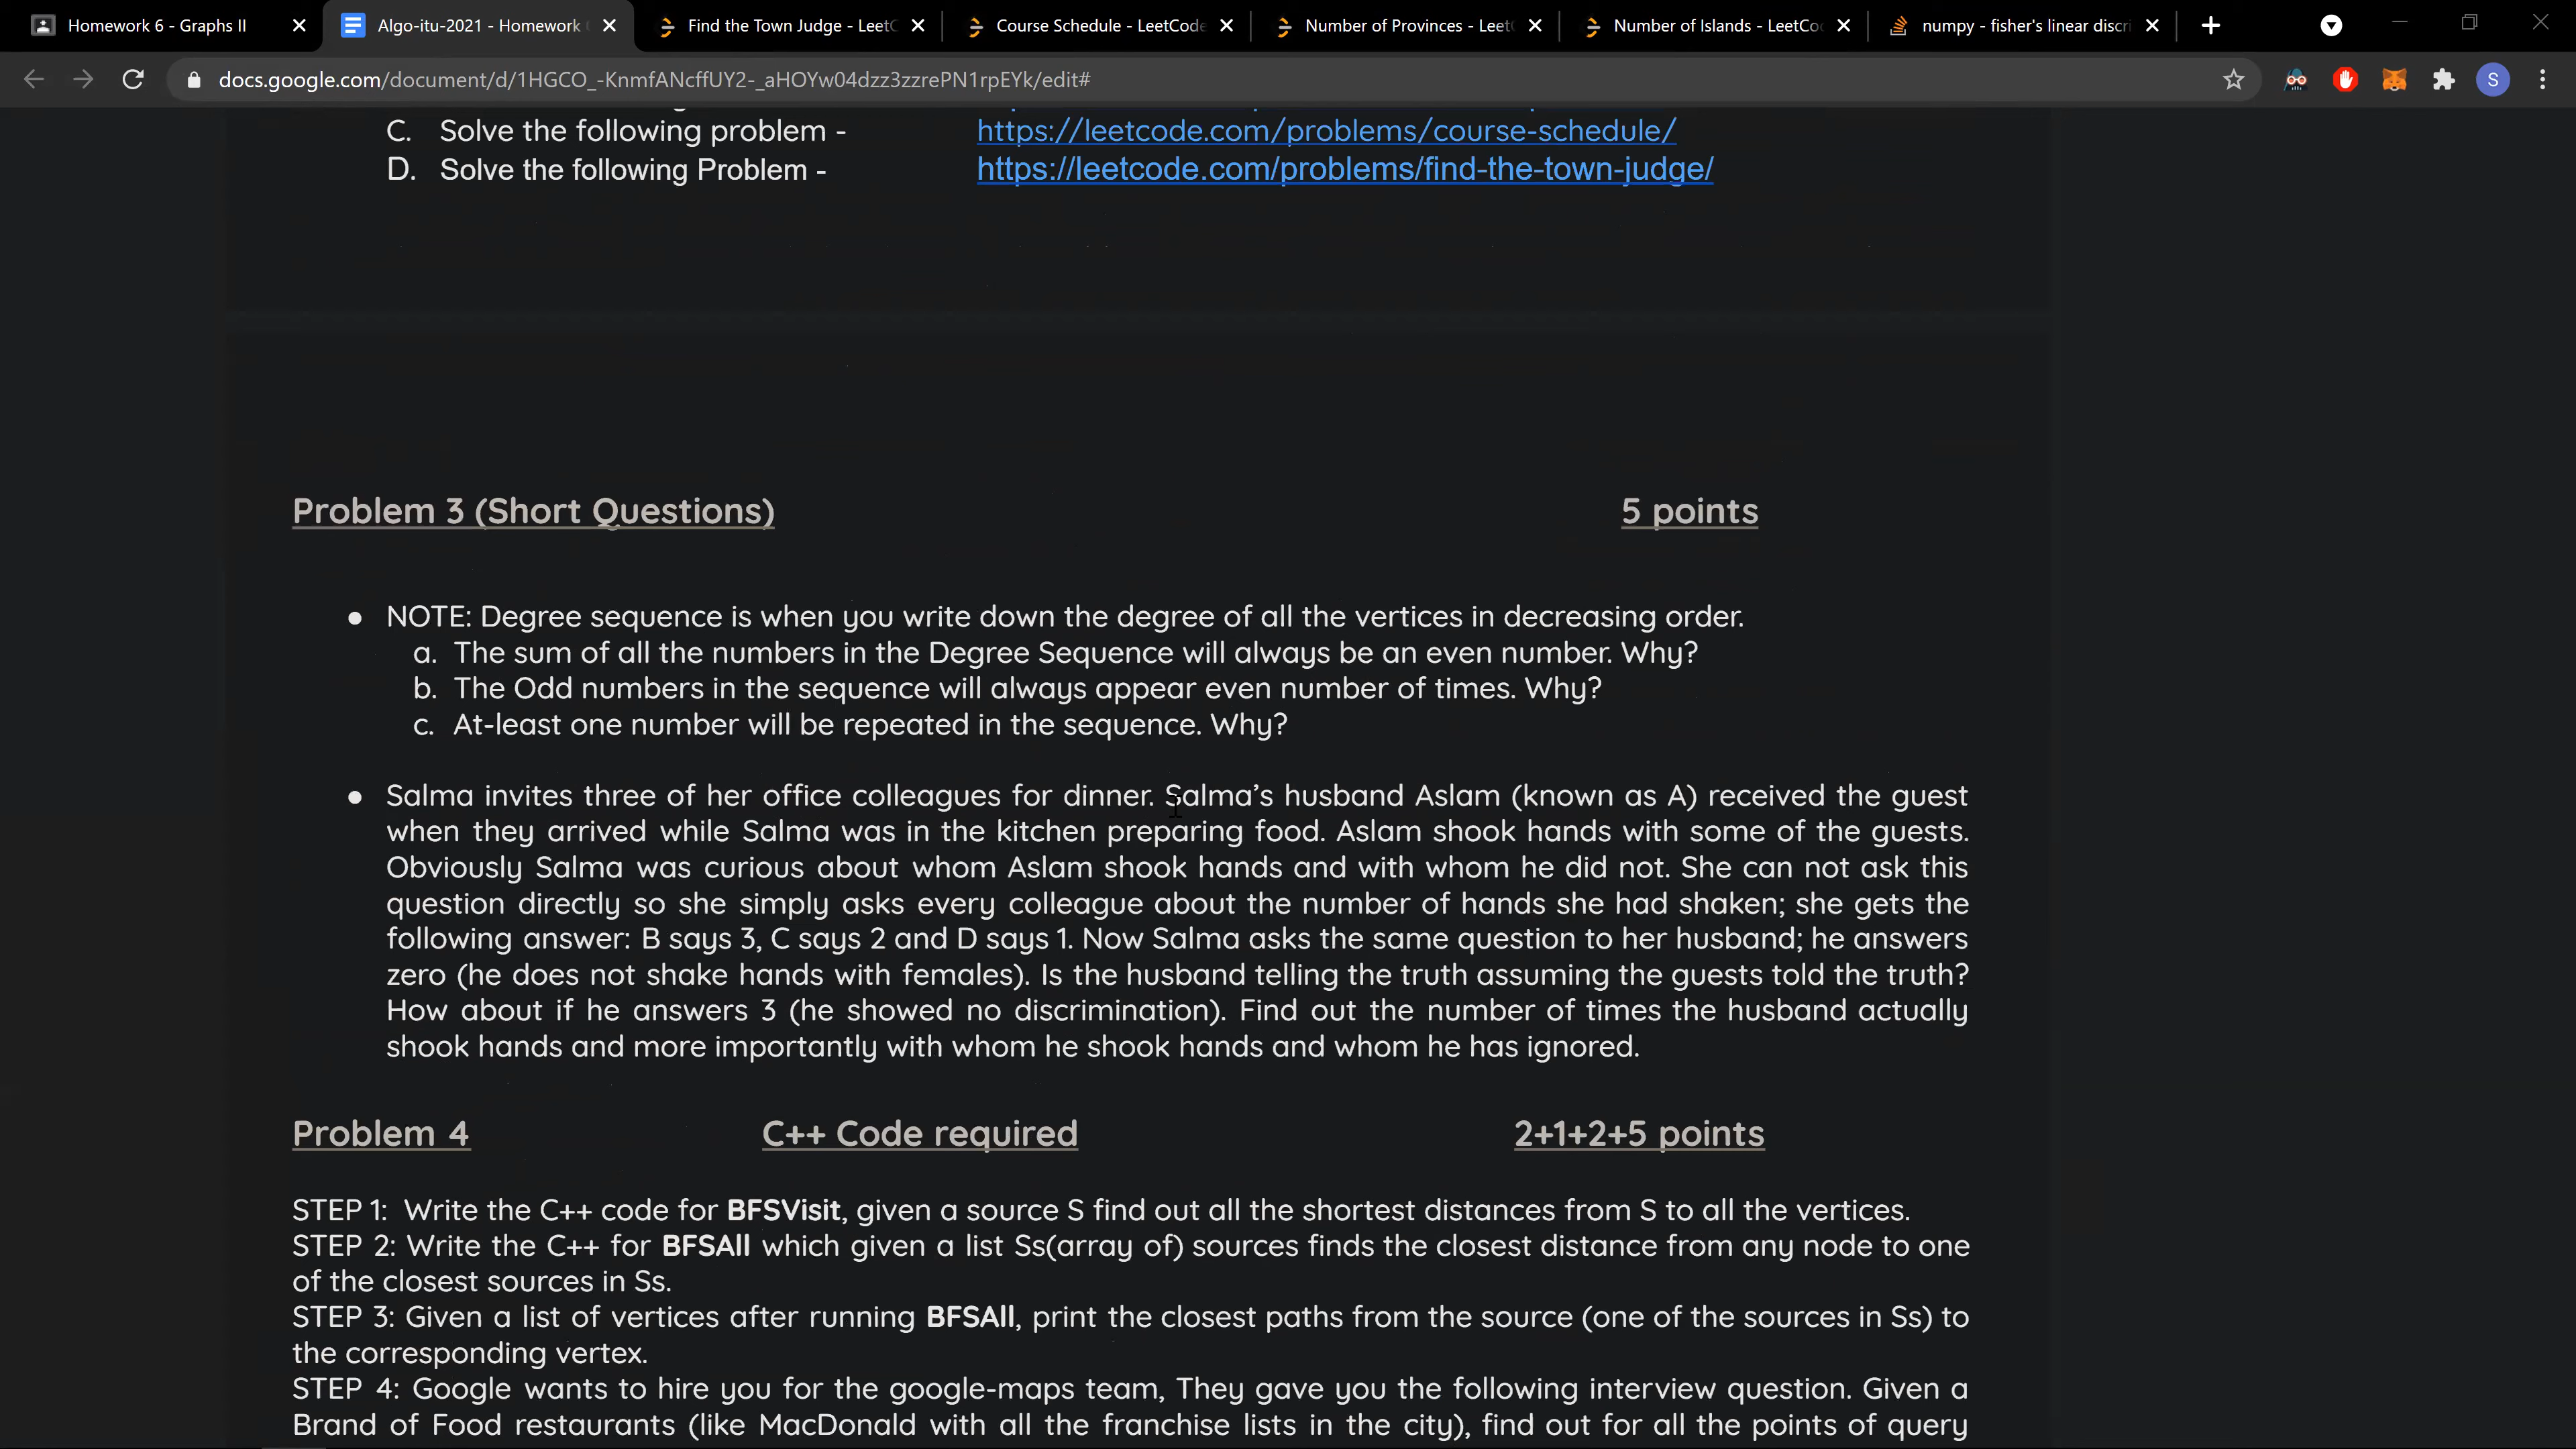 Homework 6 - Graphs II
Algo-itu-2021 - Homework
Find the Town Judge - LeetC
Course Schedule - LeetCode
Number of Provinces - Leet
Number of Islands - LeetCo
numpy - fisher's linear discri
docs.google.com/document/d/1HGCO_-KnmfANcffUY2-_aHOYw04dzz3zzrePN1rpEYk/edit#
S
C. Solve the following problem - https://leetcode.com/problems/course-schedule/
D. Solve the following Problem - https://leetcode.com/problems/find-the-town-judge/
Problem 3 (Short Questions) 5 points
● NOTE: Degree sequence is when you write down the degree of all the vertices in decreasing order.
a. The sum of all the numbers in the Degree Sequence will always be an even number. Why?
b. The Odd numbers in the sequence will always appear even number of times. Why?
c. At-least one number will be repeated in the sequence. Why?
● Salma invites three of her office colleagues for dinner. Salma's husband Aslam (known as A) received the guest
when they arrived while Salma was in the kitchen preparing food. Aslam shook hands with some of the guests.
Obviously Salma was curious about whom Aslam shook hands and with whom he did not. She can not ask this
question directly so she simply asks every colleague about the number of hands she had shaken; she gets the
following answer: B says 3, C says 2 and D says 1. Now Salma asks the same question to her husband; he answers
zero (he does not shake hands with females). Is the husband telling the truth assuming the guests told the truth?
How about if he answers 3 (he showed no discrimination). Find out the number of times the husband actually
shook hands and more importantly with whom he shook hands and whom he has ignored.
Problem 4 C++ Code required 2+1+2+5 points
STEP 1: Write the C++ code for BFSVisit, given a source S find out all the shortest distances from S to all the vertices.
STEP 2: Write the C++ for BFSAll which given a list Ss(array of) sources finds the closest distance from any node to one
of the closest sources in Ss.
STEP 3: Given a list of vertices after running BFSAll, print the closest paths from the source (one of the sources in Ss) to
the corresponding vertex.
STEP 4: Google wants to hire you for the google-maps team, They gave you the following interview question. Given a
Brand of Food restaurants (like MacDonald with all the franchise lists in the city), find out for all the points of query